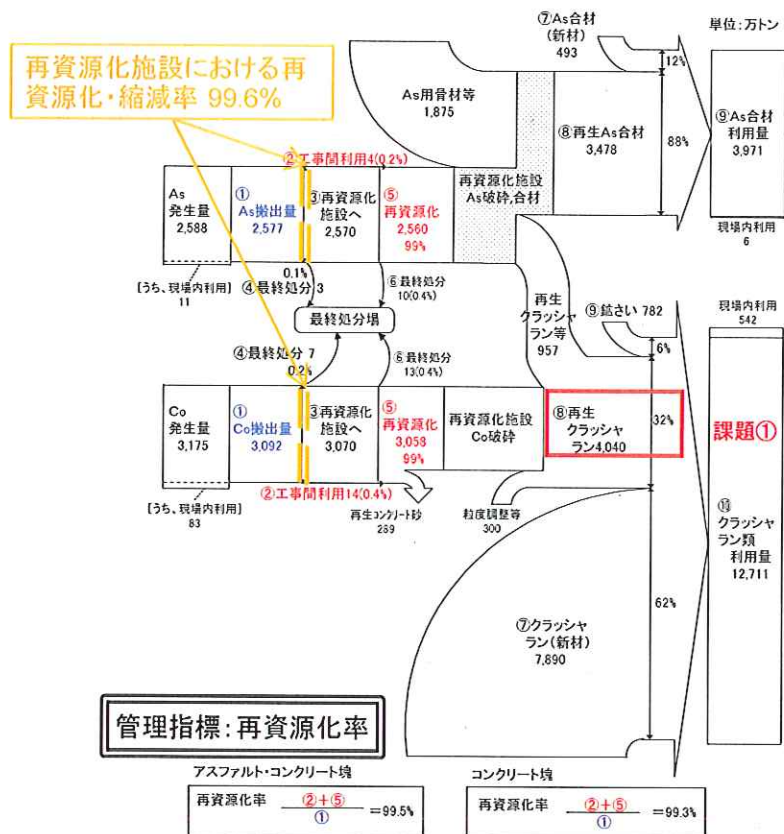 単位:万トン
再資源化施設における再
資源化・縮減率 99.6%
⑦As合材
(新材)
493
12%
As用骨材等
1,875
⑧再生As合材
3,478
88%
⑨As合材
利用量
3,971
現場内利用
6
②工事間利用4(0.2%)
As
発生量
2,588
①
As搬出量
2,577
③再資源化
施設へ
2,570
⑤
再資源化
2,560
99%
再資源化施設
As破砕,合材
[うち、現場内利用]
11
0.1%
④最終処分 3
⑥最終処分
10(0.4%)
最終処分場
再生
クラッシャ
ラン等
957
⑨鉱さい 782
6%
現場内利用
542
④最終処分 7
0.2%
⑥最終処分
13(0.4%)
Co
発生量
3,175
①
Co搬出量
3,092
③再資源化
施設へ
3,070
⑤
再資源化
3,058
99%
再資源化施設
Co破砕
⑧再生
クラッシャ
ラン4,040
32%
課題①
[うち、現場内利用]
83
②工事間利用14(0.4%)
再生コンクリート砂
269
粒度調整等
300
⑩
クラッシャ
ラン類
利用量
12,711
62%
⑦クラッシャ
ラン(新材)
7,890
管理指標:再資源化率
アスファルト・コンクリート塊
再資源化率 ②+⑤ =99.5%
①
コンクリート塊
再資源化率 ②+⑤ =99.3%
①